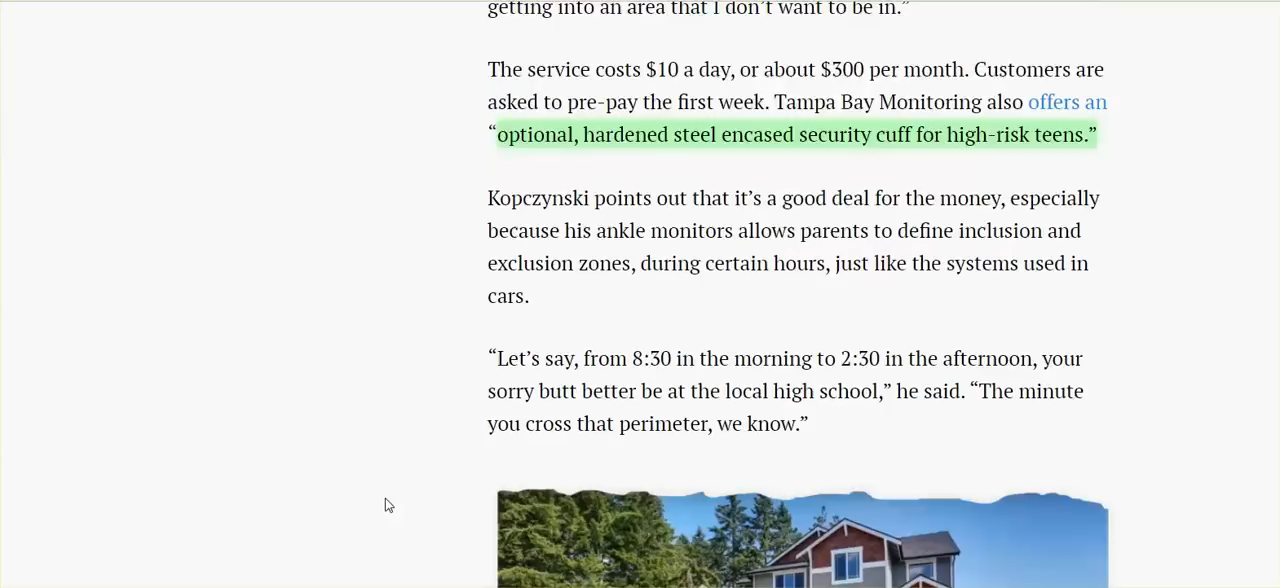 getting into an area that I don’t want to be in.”
The service costs $10 a day, or about $300 per month. Customers are
asked to pre-pay the first week. Tampa Bay Monitoring also offers an
“optional, hardened steel encased security cuff for high-risk teens.”
Kopczynski points out that it’s a good deal for the money, especially
because his ankle monitors allows parents to define inclusion and
exclusion zones, during certain hours, just like the systems used in
cars.
“Let’s say, from 8:30 in the morning to 2:30 in the afternoon, your
sorry butt better be at the local high school,” he said. “The minute
you cross that perimeter, we know.”